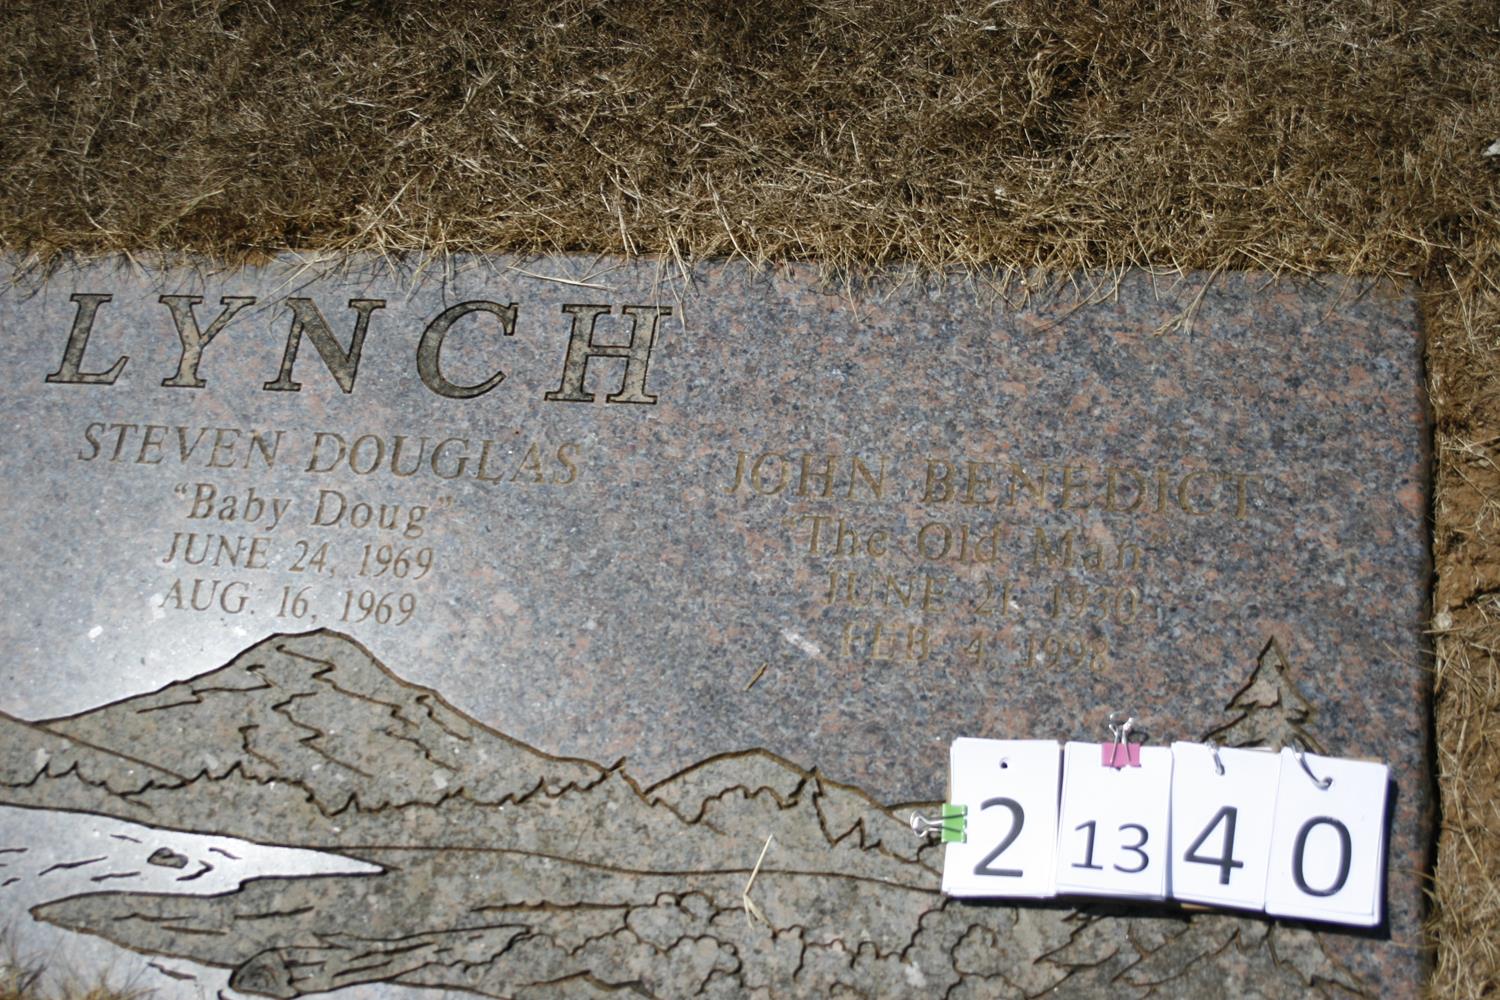 LYNCH
STEVEN DOUGLAS
"Baby Doug"
JUNE 24, 1969
AUG. 16, 1969
JOHN BENEDICT
"The Old Man"
JUNE 21, 1930
FEB. 4, 1998
2 13 4 0